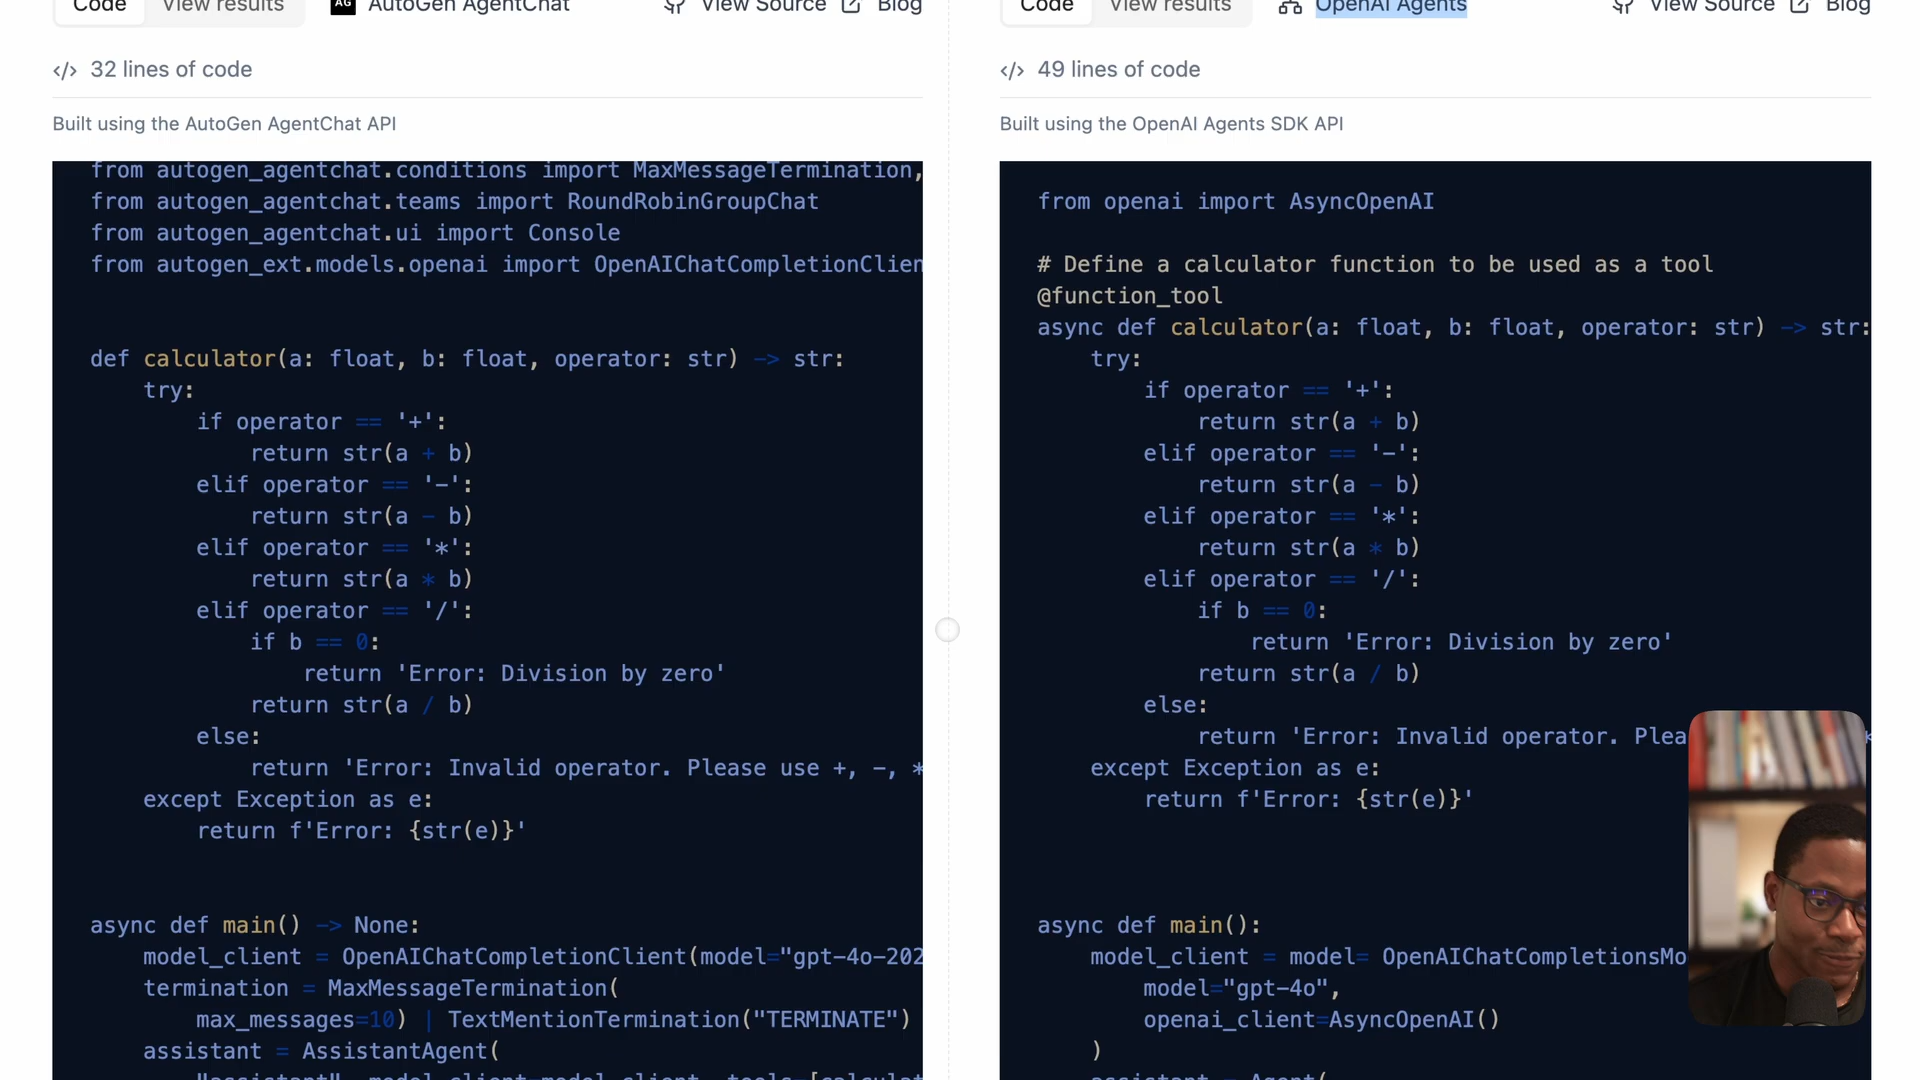 Code View results AG AutoGen AgentChat View Source Blog
32 lines of code
Built using the AutoGen AgentChat API
from autogen_agentchat.conditions import MaxMessageTermination,
from autogen_agentchat.teams import RoundRobinGroupChat
from autogen_agentchat.ui import Console
from autogen_ext.models.openai import OpenAIChatCompletionClien
def calculator(a: float, b: float, operator: str) -> str:
try:
if operator == '+':
return str(a + b)
elif operator == '-':
return str(a - b)
elif operator == '*':
return str(a * b)
elif operator == '/':
if b == 0:
return 'Error: Division by zero'
return str(a / b)
else:
return 'Error: Invalid operator. Please use +, -, *
except Exception as e:
return f'Error: {str(e)}'
async def main() -> None:
model_client = OpenAIChatCompletionClient(model="gpt-4o-202
termination = MaxMessageTermination(
max_messages=10) | TextMentionTermination("TERMINATE")
assistant = AssistantAgent(
"assistant", model_client=model_client, tools=[calculat
Code View results OpenAI Agents View Source Blog
49 lines of code
Built using the OpenAI Agents SDK API
from openai import AsyncOpenAI
# Define a calculator function to be used as a tool
@function_tool
async def calculator(a: float, b: float, operator: str) -> str:
try:
if operator == '+':
return str(a + b)
elif operator == '-':
return str(a - b)
elif operator == '*':
return str(a * b)
elif operator == '/':
if b == 0:
return 'Error: Division by zero'
return str(a / b)
else:
return 'Error: Invalid operator. Plea
except Exception as e:
return f'Error: {str(e)}'
async def main():
model_client = model= OpenAIChatCompletionsMo
model="gpt-4o",
openai_client=AsyncOpenAI()
)
assistant = Agent(